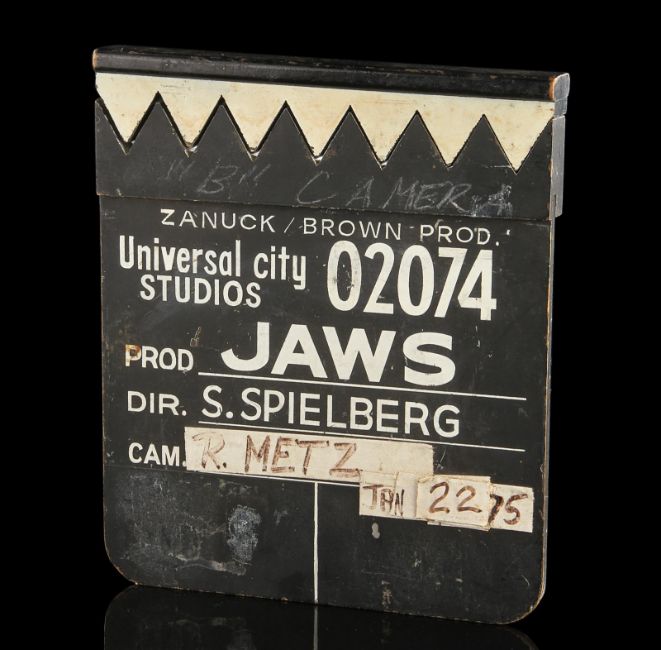 "B" CAMERA
ZANUCK / BROWN PROD.
Universal city
STUDIOS
02074
PROD JAWS
DIR. S. SPIELBERG
CAM. R. METZ
JAN 22 75